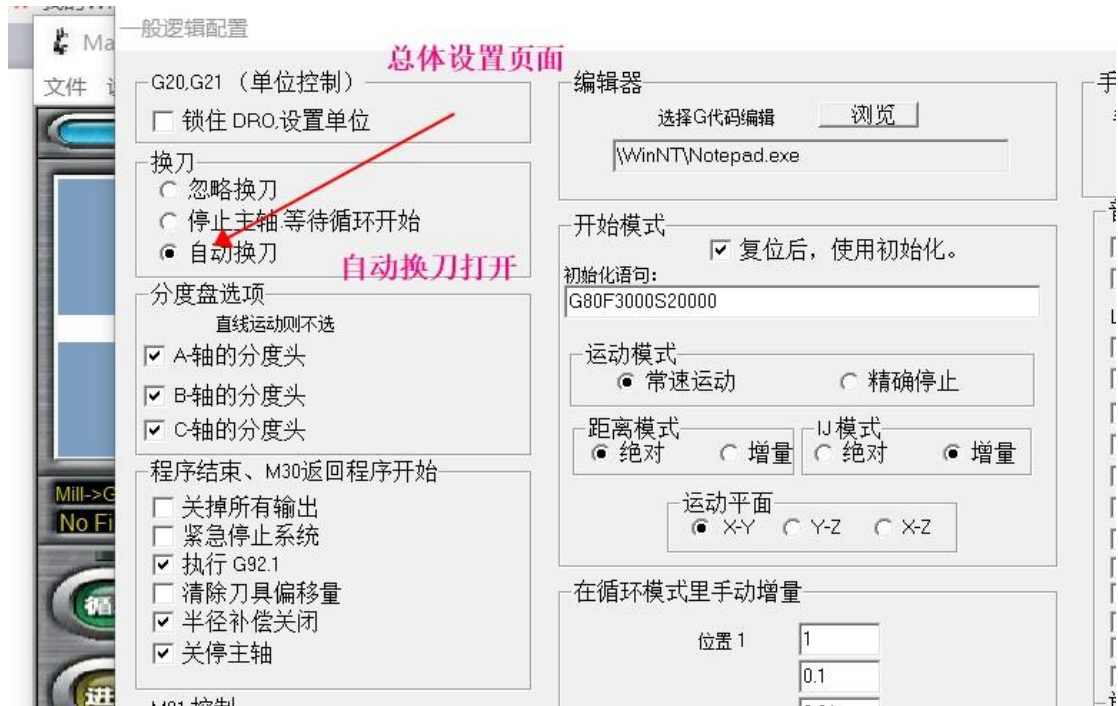 Ma
一般逻辑配置
总体设置页面
文件
G20,G21 （单位控制）
锁住 DRO,设置单位
换刀
忽略换刀
停止主轴.等待循环开始
自动换刀
自动换刀打开
分度盘选项
直线运动则不选
A-轴的分度头
B-轴的分度头
C-轴的分度头
程序结束、M30返回程序开始
关掉所有输出
紧急停止系统
执行 G92.1
清除刀具偏移量
半径补偿关闭
关停主轴
编辑器
选择G代码编辑
浏览
\WinNT\Notepad.exe
开始模式
复位后，使用初始化。
初始化语句:
G80F3000S20000
运动模式
常速运动
精确停止
距离模式
绝对
增量
IJ模式
绝对
增量
运动平面
X-Y
Y-Z
X-Z
在循环模式里手动增量
位置 1
1
0.1
Mill->G
No Fi
循
进
手